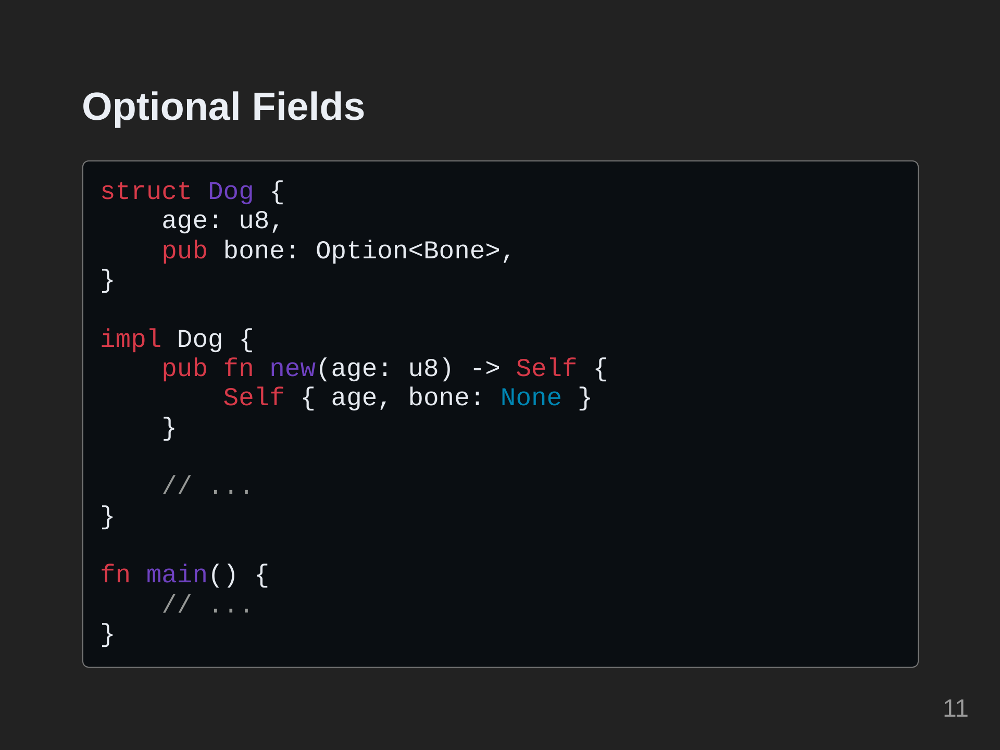 Optional Fields
struct Dog {
    age: u8,
    pub bone: Option<Bone>,
}
impl Dog {
    pub fn new(age: u8) -> Self {
        Self { age, bone: None }
    }
    // ...
}
fn main() {
    // ...
}
11